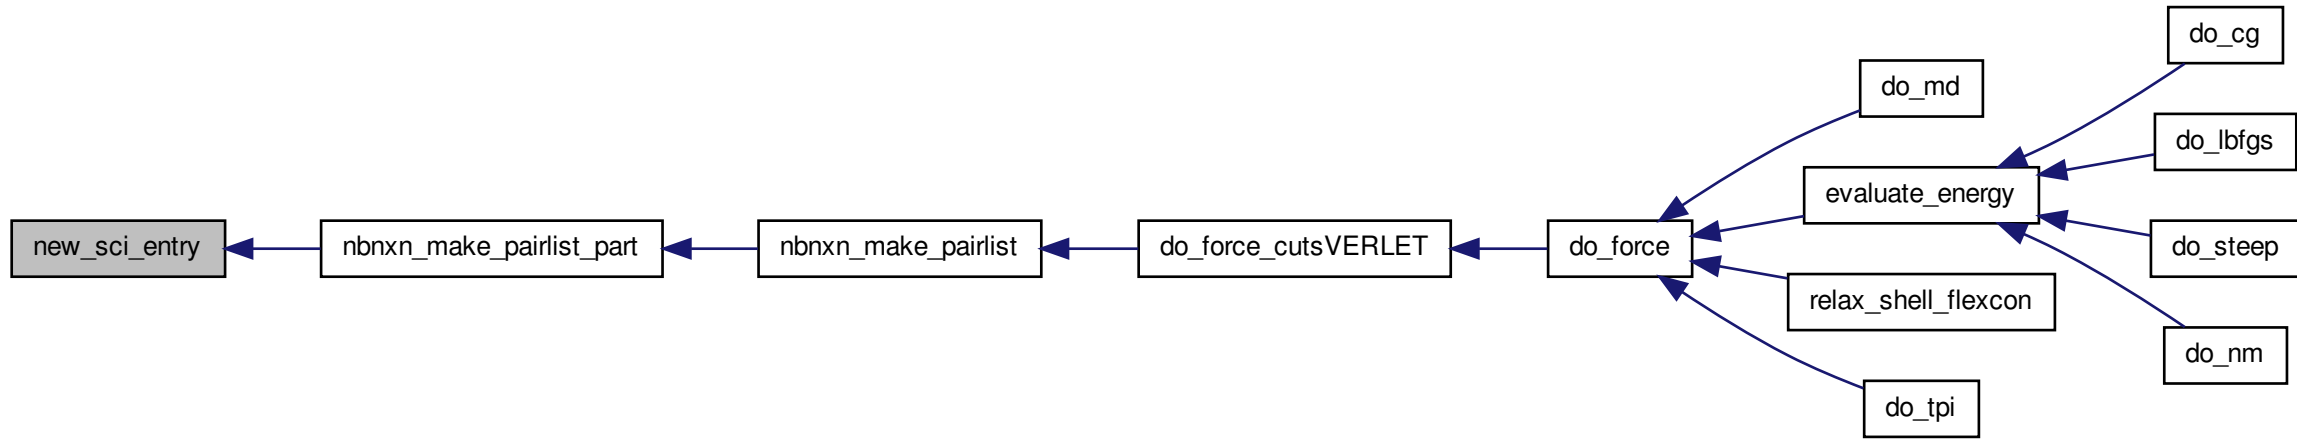 new_sci_entry
nbnxn_make_pairlist_part
nbnxn_make_pairlist
do_force_cutsVERLET
do_force
do_md
evaluate_energy
relax_shell_flexcon
do_tpi
do_cg
do_lbfgs
do_steep
do_nm